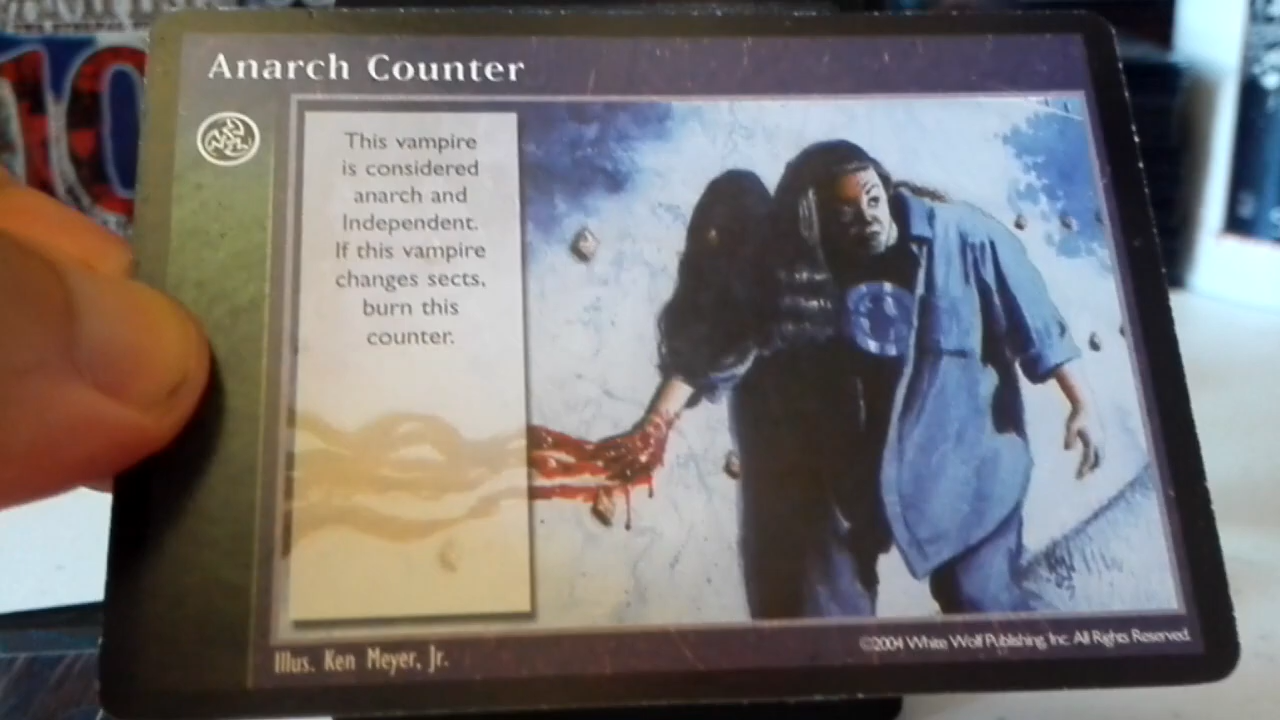 Anarch Counter
This vampire
is considered
anarch and
Independent.
If this vampire
changes sects,
burn this
counter.
Illus. Ken Meyer, Jr.
©2004 White Wolf Publishing, Inc. All Rights Reserved.
10